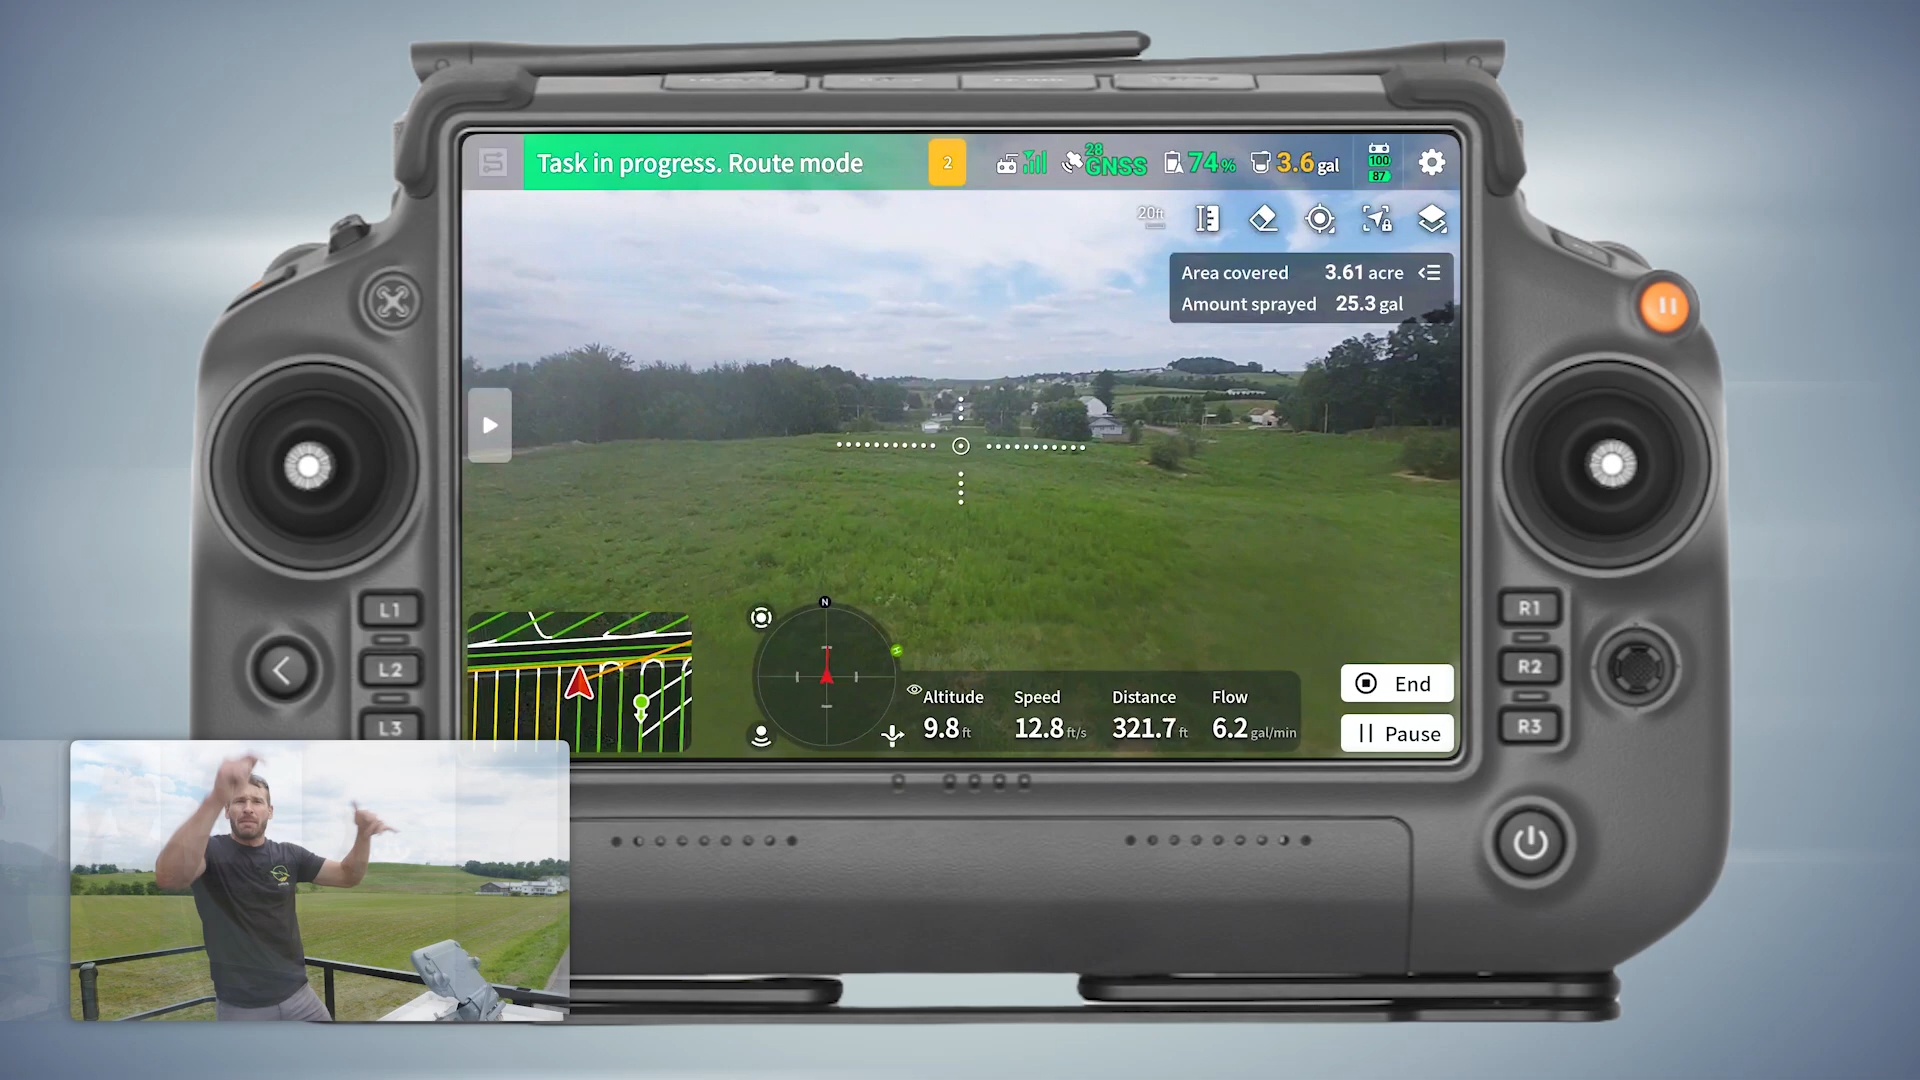 Task in progress. Route mode
2
28
GNSS
74%
3.6 gal
100
87
20ft
Area covered 3.61 acre
Amount sprayed 25.3 gal
N
H
Altitude Speed Distance Flow
9.8 ft 12.8 ft/s 321.7 ft 6.2 gal/min
End
Pause
L1
L2
L3
R1
R2
R3